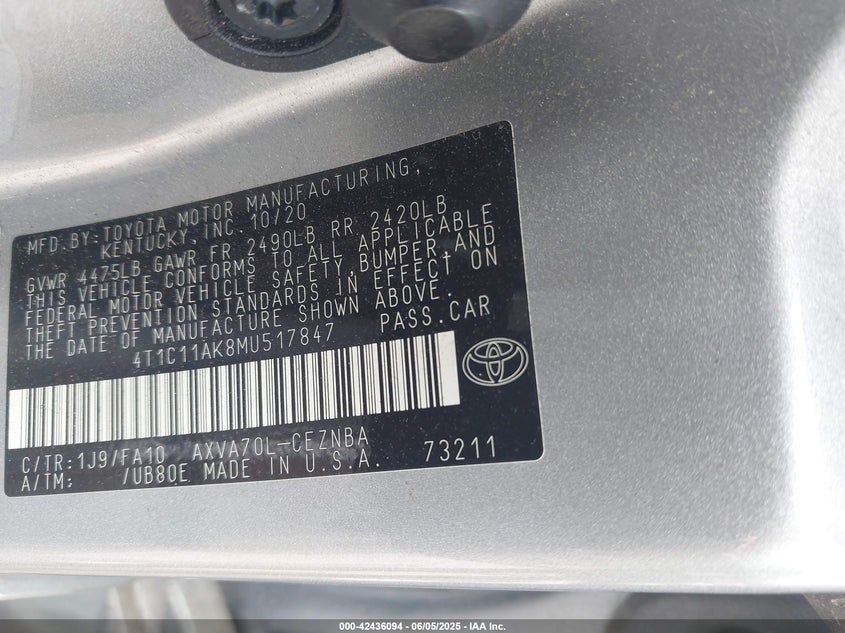 MFD.BY:TOYOTA MOTOR MANUFACTURING,
KENTUCKY, INC. 10/20
GVWR 4475LB GAWR FR 2490LB RR 2420LB
THIS VEHICLE CONFORMS TO ALL APPLICABLE
FEDERAL MOTOR VEHICLE SAFETY,BUMPER,AND
THEFT PREVENTION STANDARDS IN EFFECT ON
THE DATE OF MANUFACTURE SHOWN ABOVE.
4T1C11AK8MU517847 PASS.CAR
C/TR:1J9/FA10 AXVA70L-CEZNBA
A/TM: /UB80E MADE IN U.S.A. 73211
000-42436094 - 06/05/2025 - IAA Inc.